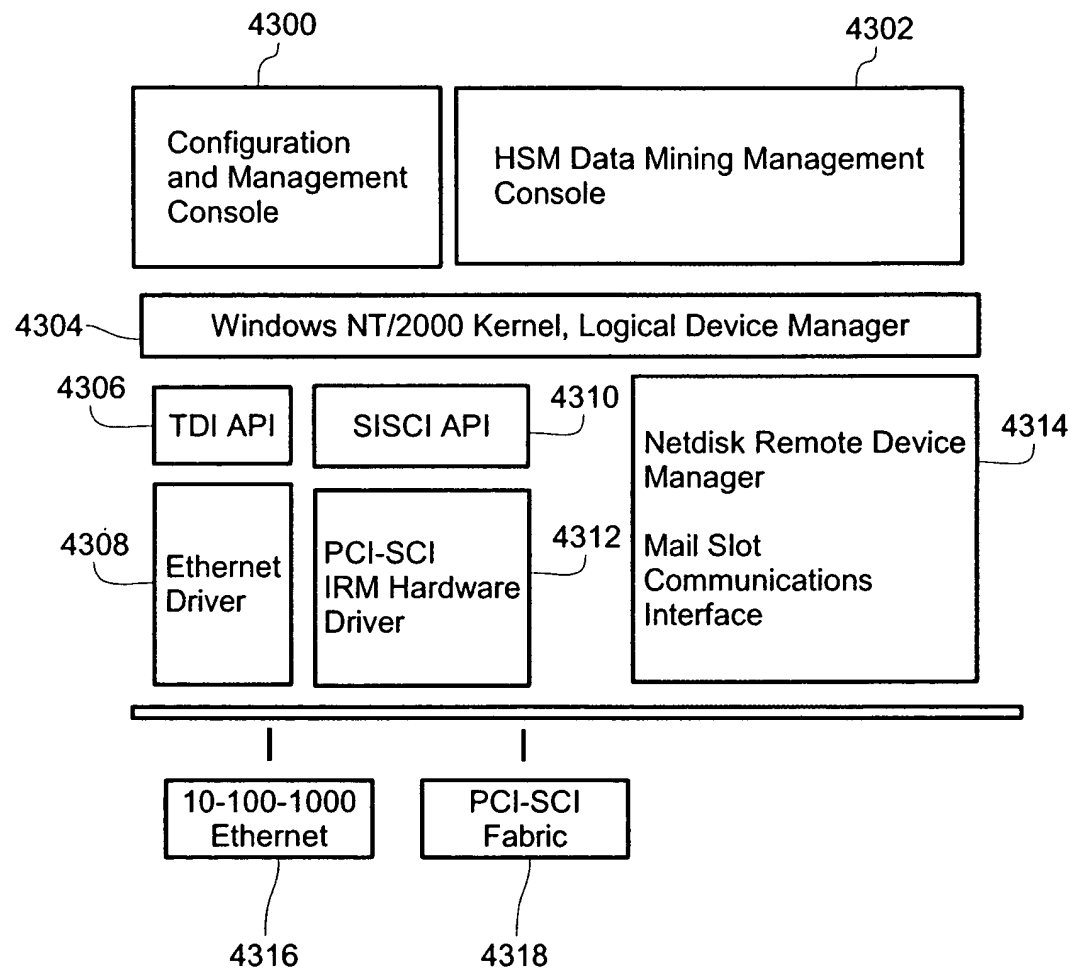 4300
4302
Configuration
and Management
Console
HSM Data Mining Management
Console
4304
Windows NT/2000 Kernel, Logical Device Manager
4306
TDI API
SISCI API
4310
Netdisk Remote Device
Manager
Mail Slot
Communications
Interface
4314
4308
Ethernet
Driver
PCI-SCI
IRM Hardware
Driver
4312
10-100-1000
Ethernet
PCI-SCI
Fabric
4316
4318